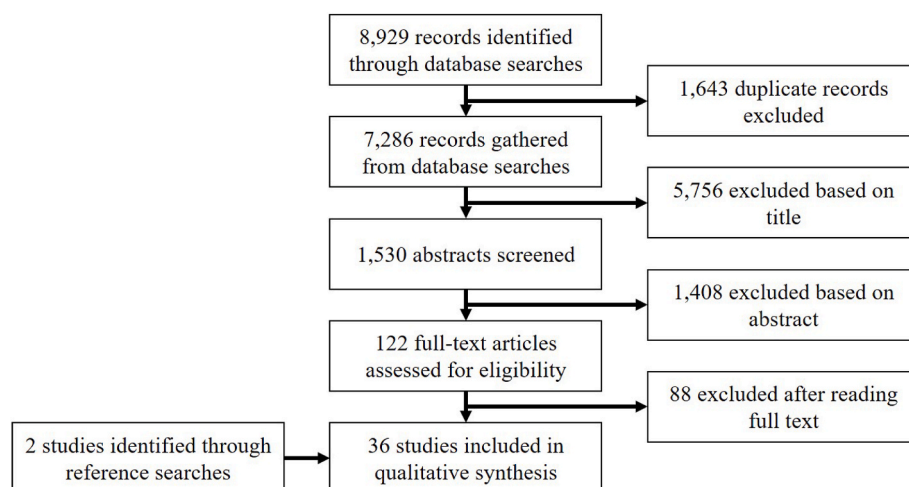 8,929 records identified
through database searches
1,643 duplicate records
excluded
7,286 records gathered
from database searches
5,756 excluded based on
title
1,530 abstracts screened
1,408 excluded based on
abstract
122 full-text articles
assessed for eligibility
88 excluded after reading
full text
2 studies identified through
reference searches
36 studies included in
qualitative synthesis